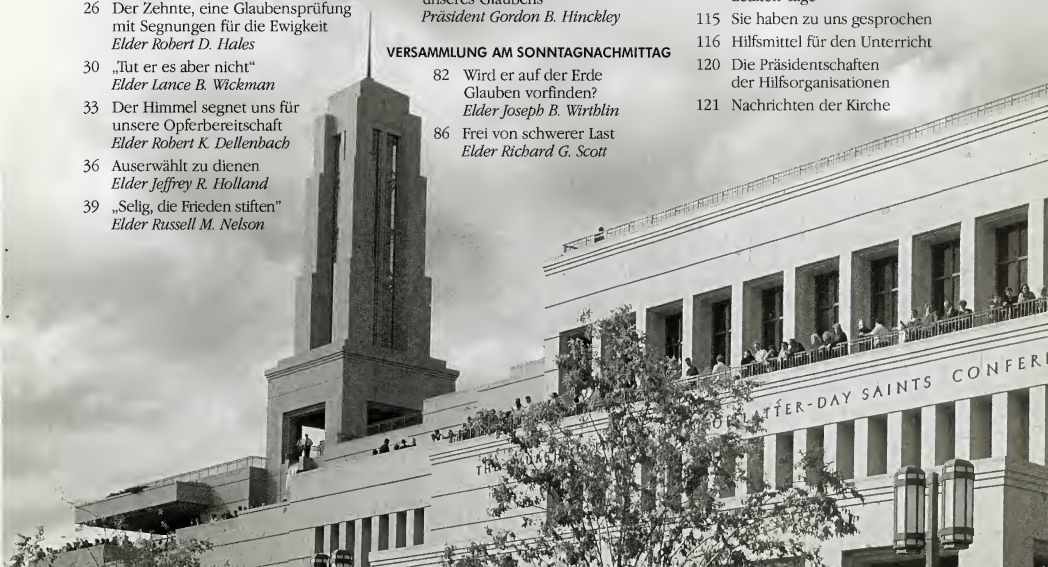 26 Der Zehnte, eine Glaubensprüfung
mit Segnungen für die Ewigkeit
Elder Robert D. Hales
30 „Tut er es aber nicht“
Elder Lance B. Wickman
33 Der Himmel segnet uns für
unsere Opferbereitschaft
Elder Robert K. Dellenbach
36 Auserwählt zu dienen
Elder Jeffrey R. Holland
39 „Selig, die Frieden stiften“
Elder Russell M. Nelson
unseres Glaubens
Präsident Gordon B. Hinckley
VERSAMMLUNG AM SONNTAGNACHMITTAG
82 Wird er auf der Erde
Glauben vorfinden?
Elder Joseph B. Wirthlin
86 Frei von schwerer Last
Elder Richard G. Scott
Letzten Tage
115 Sie haben zu uns gesprochen
116 Hilfsmittel für den Unterricht
120 Die Präsidentschaften
der Hilfsorganisationen
121 Nachrichten der Kirche
TH
OF LATTER-DAY SAINTS CONFER